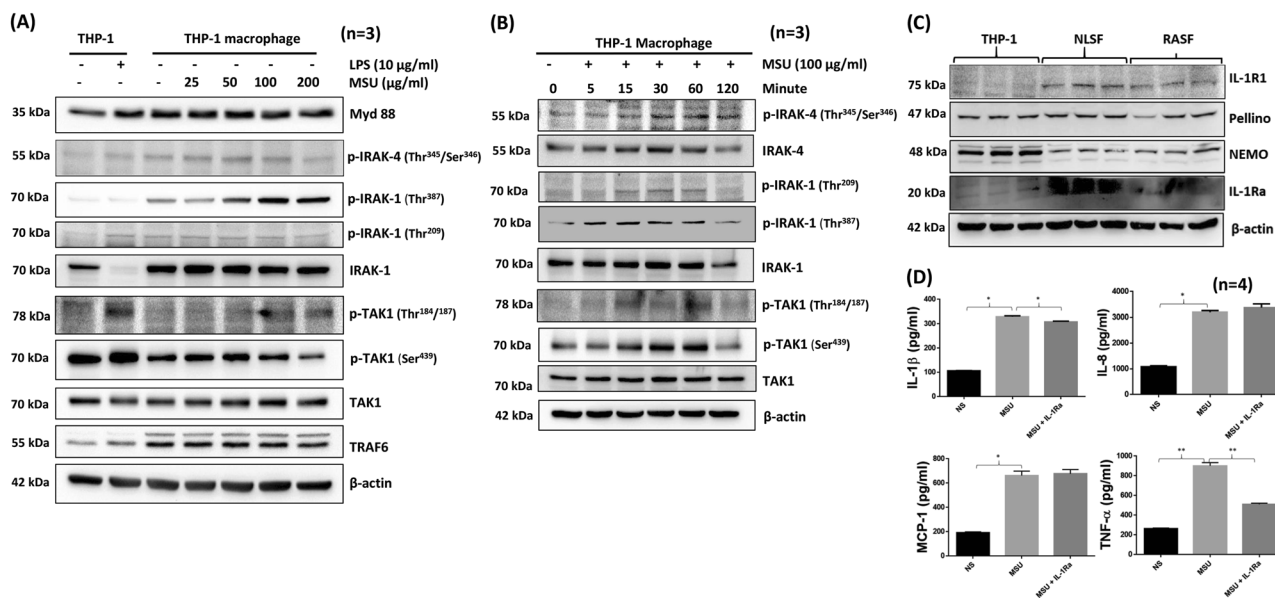 (A)
THP-1 THP-1 macrophage (n=3)
- + - - - - - LPS (10 µg/ml)
- - - 25 50 100 200 MSU (µg/ml)
35 kDa Myd 88
55 kDa p-IRAK-4 (Thr345/Ser346)
70 kDa p-IRAK-1 (Thr387)
70 kDa p-IRAK-1 (Thr209)
70 kDa IRAK-1
78 kDa p-TAK1 (Thr184/187)
70 kDa p-TAK1 (Ser439)
70 kDa TAK1
55 kDa TRAF6
42 kDa β-actin
(B)
THP-1 Macrophage (n=3)
- + + + + + MSU (100 µg/ml)
0 5 15 30 60 120 Minute
55 kDa p-IRAK-4 (Thr345/Ser346)
55 kDa IRAK-4
70 kDa p-IRAK-1 (Thr209)
70 kDa p-IRAK-1 (Thr387)
70 kDa IRAK-1
78 kDa p-TAK1 (Thr184/187)
70 kDa p-TAK1 (Ser439)
70 kDa TAK1
42 kDa β-actin
(C)
THP-1 NLSF RASF
75 kDa IL-1R1
47 kDa Pellino
48 kDa NEMO
20 kDa IL-1Ra
42 kDa β-actin
(D)
(n=4)
IL-1β (pg/ml)
400
300
200
100
0
* *
NS MSU MSU + IL-1Ra
IL-8 (pg/ml)
4000
3000
2000
1000
0
*
NS MSU MSU + IL-1Ra
MCP-1 (pg/ml)
800
600
400
200
0
*
NS MSU MSU + IL-1Ra
TNF-α (pg/ml)
1000
800
600
400
200
0
** **
NS MSU MSU + IL-1Ra